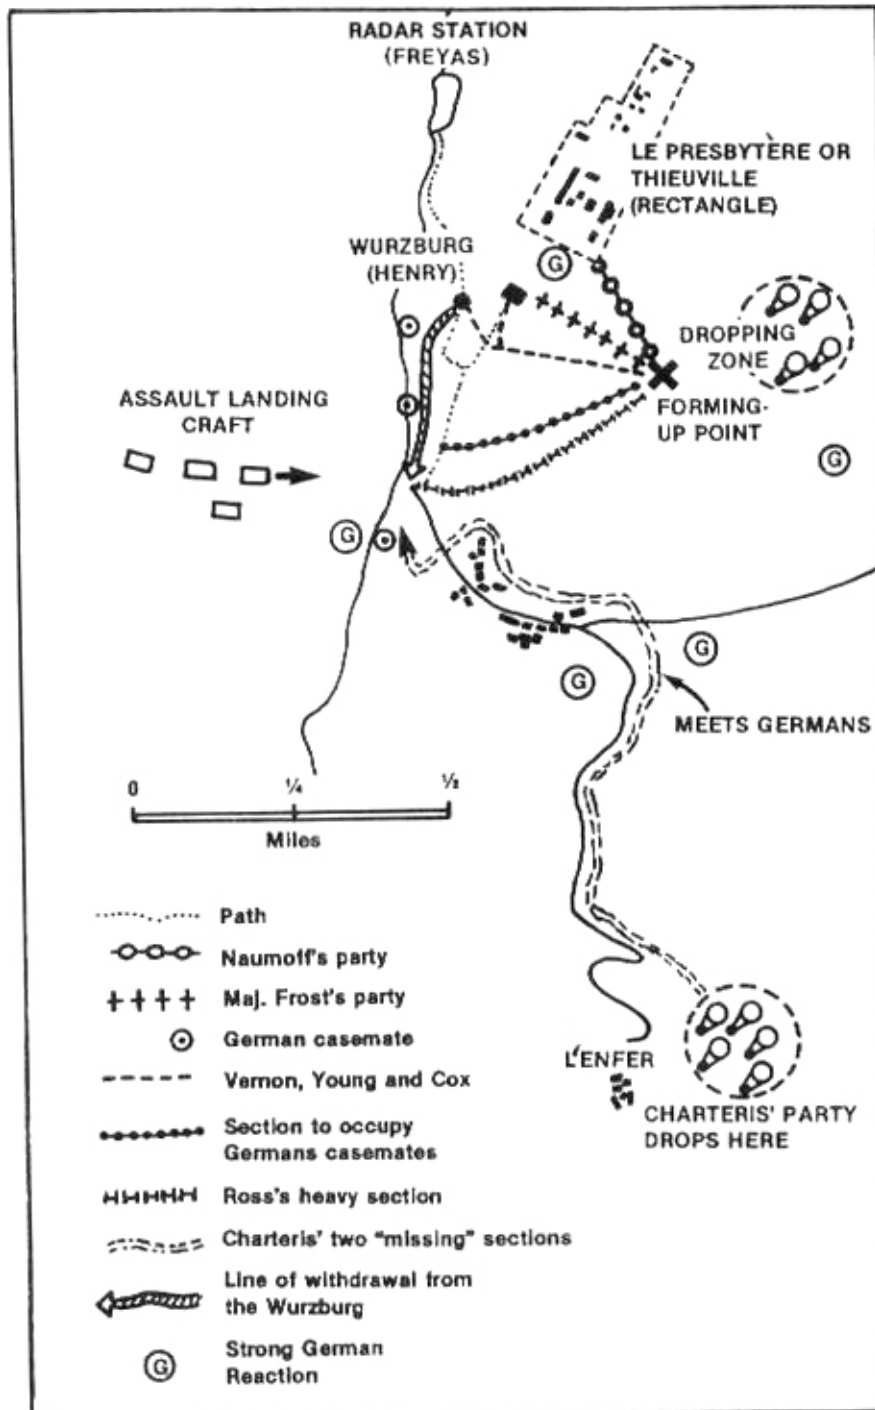 RADAR STATION
(FREYAS)
LE PRESBYTÈRE OR
THIEUVILLE
(RECTANGLE)
WURZBURG
(HENRY)
G
DROPPING
ZONE
ASSAULT LANDING
CRAFT
FORMING-
UP POINT
G
G
G
G
MEETS GERMANS
0 ¼ ½
Miles
L'ENFER
CHARTERIS' PARTY
DROPS HERE
Path
Naumoff's party
Maj. Frost's party
German casemate
Vernon, Young and Cox
Section to occupy
Germans casemates
Ross's heavy section
Charteris' two "missing" sections
Line of withdrawal from
the Wurzburg
G
Strong German
Reaction